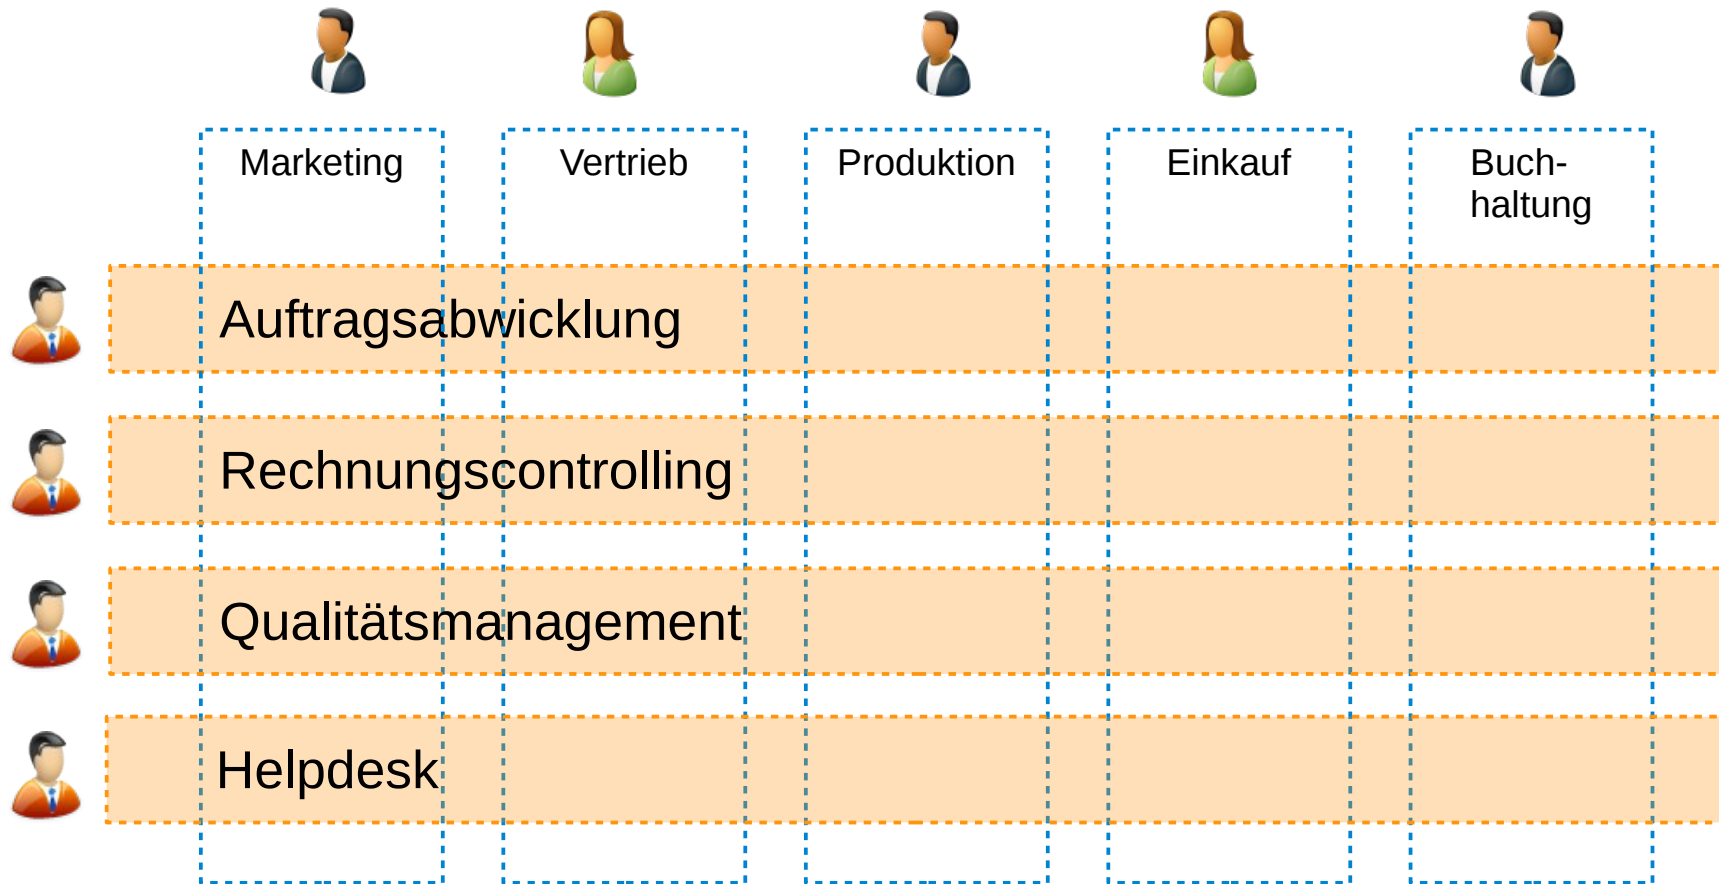 Marketing
Vertrieb
Produktion
Einkauf
Buch-
haltung
Auftragsabwicklung
Rechnungscontrolling
Qualitätsmanagement
Helpdesk